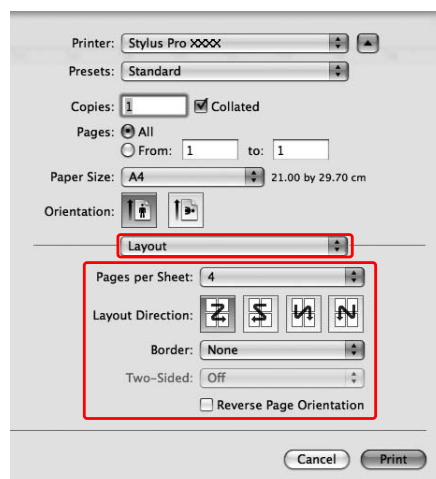 Printer: Stylus Pro XXXX
Presets: Standard
Copies: 1 Collated
Pages: All
From: 1 to: 1
Paper Size: A4 21.00 by 29.70 cm
Orientation:
Layout
Pages per Sheet: 4
Layout Direction:
Border: None
Two-Sided: Off
Reverse Page Orientation
Cancel Print